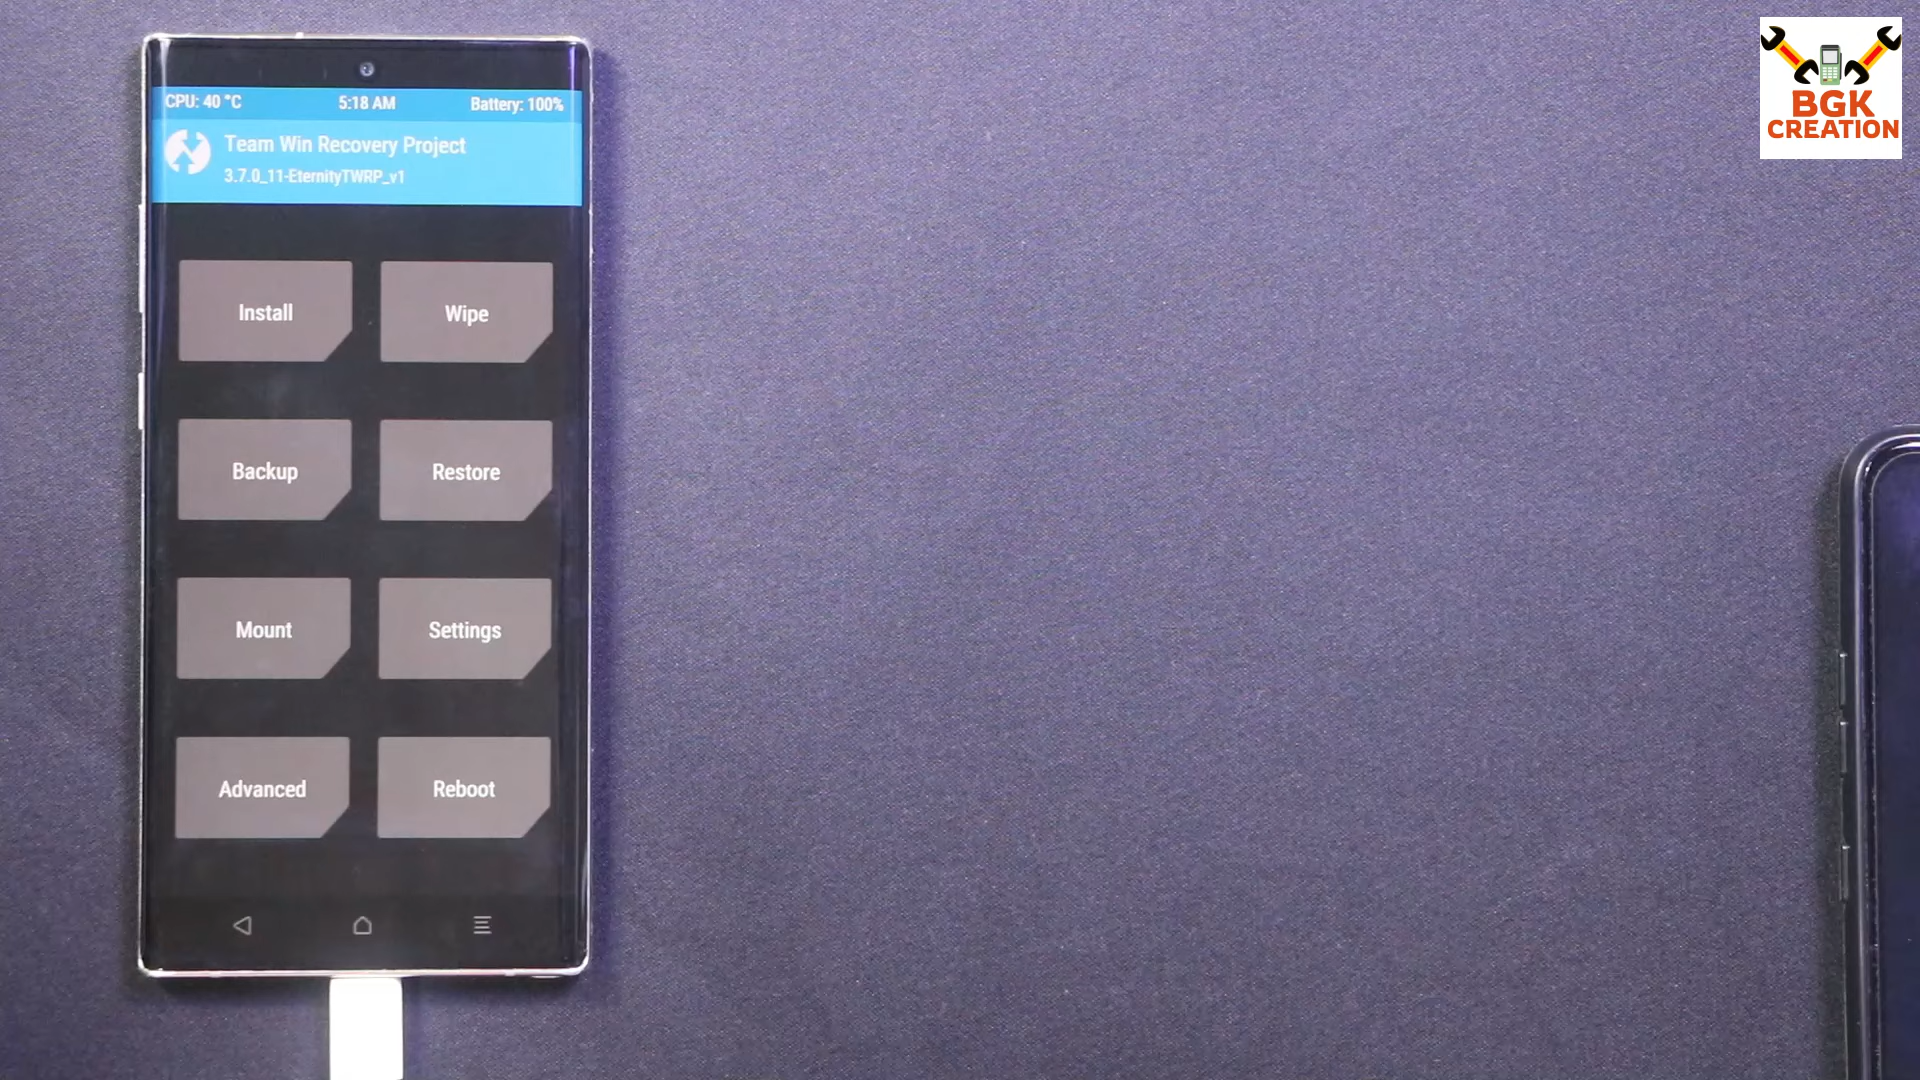 CPU: 40 °C 5:18 AM Battery: 100%
Team Win Recovery Project
3.7.0_11-EternityTWRP_v1
Install Wipe
Backup Restore
Mount Settings
Advanced Reboot
BGK
CREATION